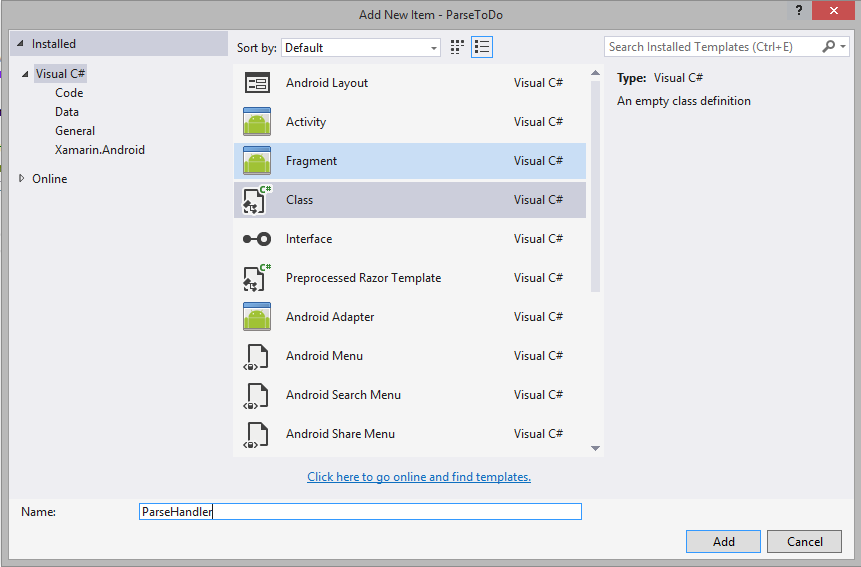 Add New Item - ParseToDo
?
Installed
Sort by: Default
Search Installed Templates (Ctrl+E)
Visual C#
Code
Data
General
Xamarin.Android
Online
Android Layout Visual C#
Activity Visual C#
Fragment Visual C#
C# Class Visual C#
Interface Visual C#
C# Preprocessed Razor Template Visual C#
Android Adapter Visual C#
Android Menu Visual C#
Android Search Menu Visual C#
Android Share Menu Visual C#
Type: Visual C#
An empty class definition
Click here to go online and find templates.
Name: ParseHandler
Add Cancel